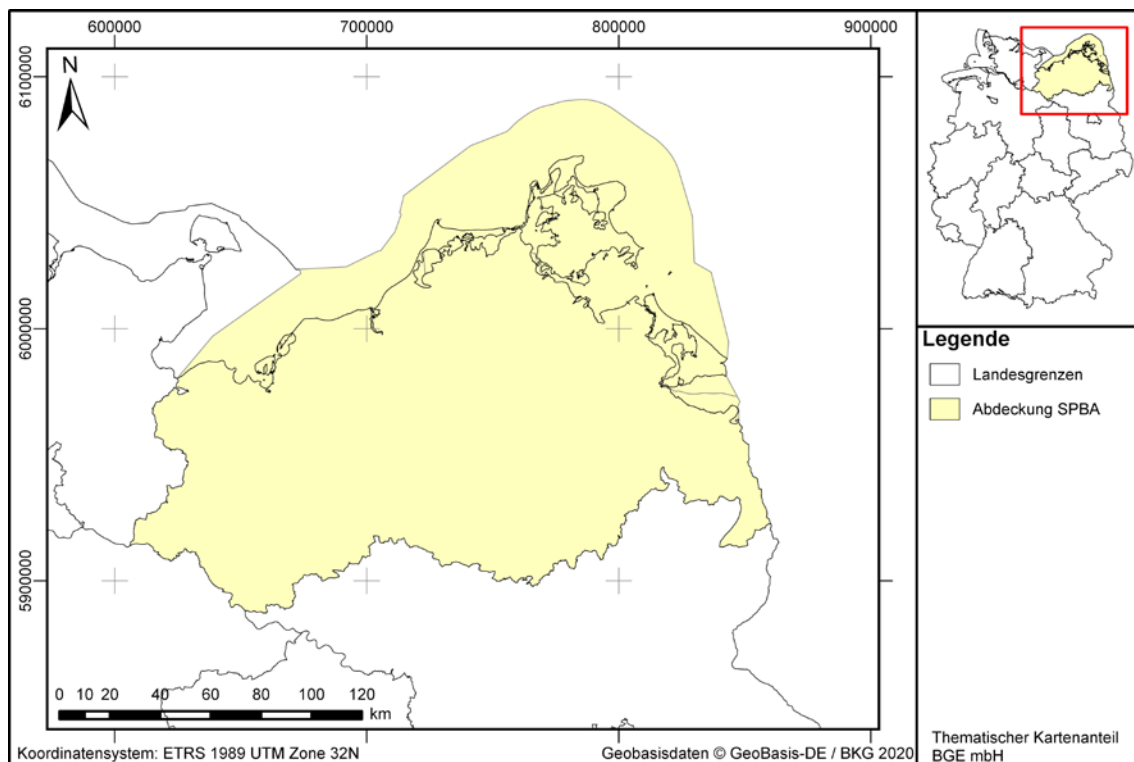 600000 700000 800000 900000
6100000
6000000
5900000
N
0 10 20 40 60 80 100 120
km
Koordinatensystem: ETRS 1989 UTM Zone 32N
Geobasisdaten © GeoBasis-DE / BKG 2020
Legende
Landesgrenzen
Abdeckung SPBA
Thematischer Kartenanteil
BGE mbH